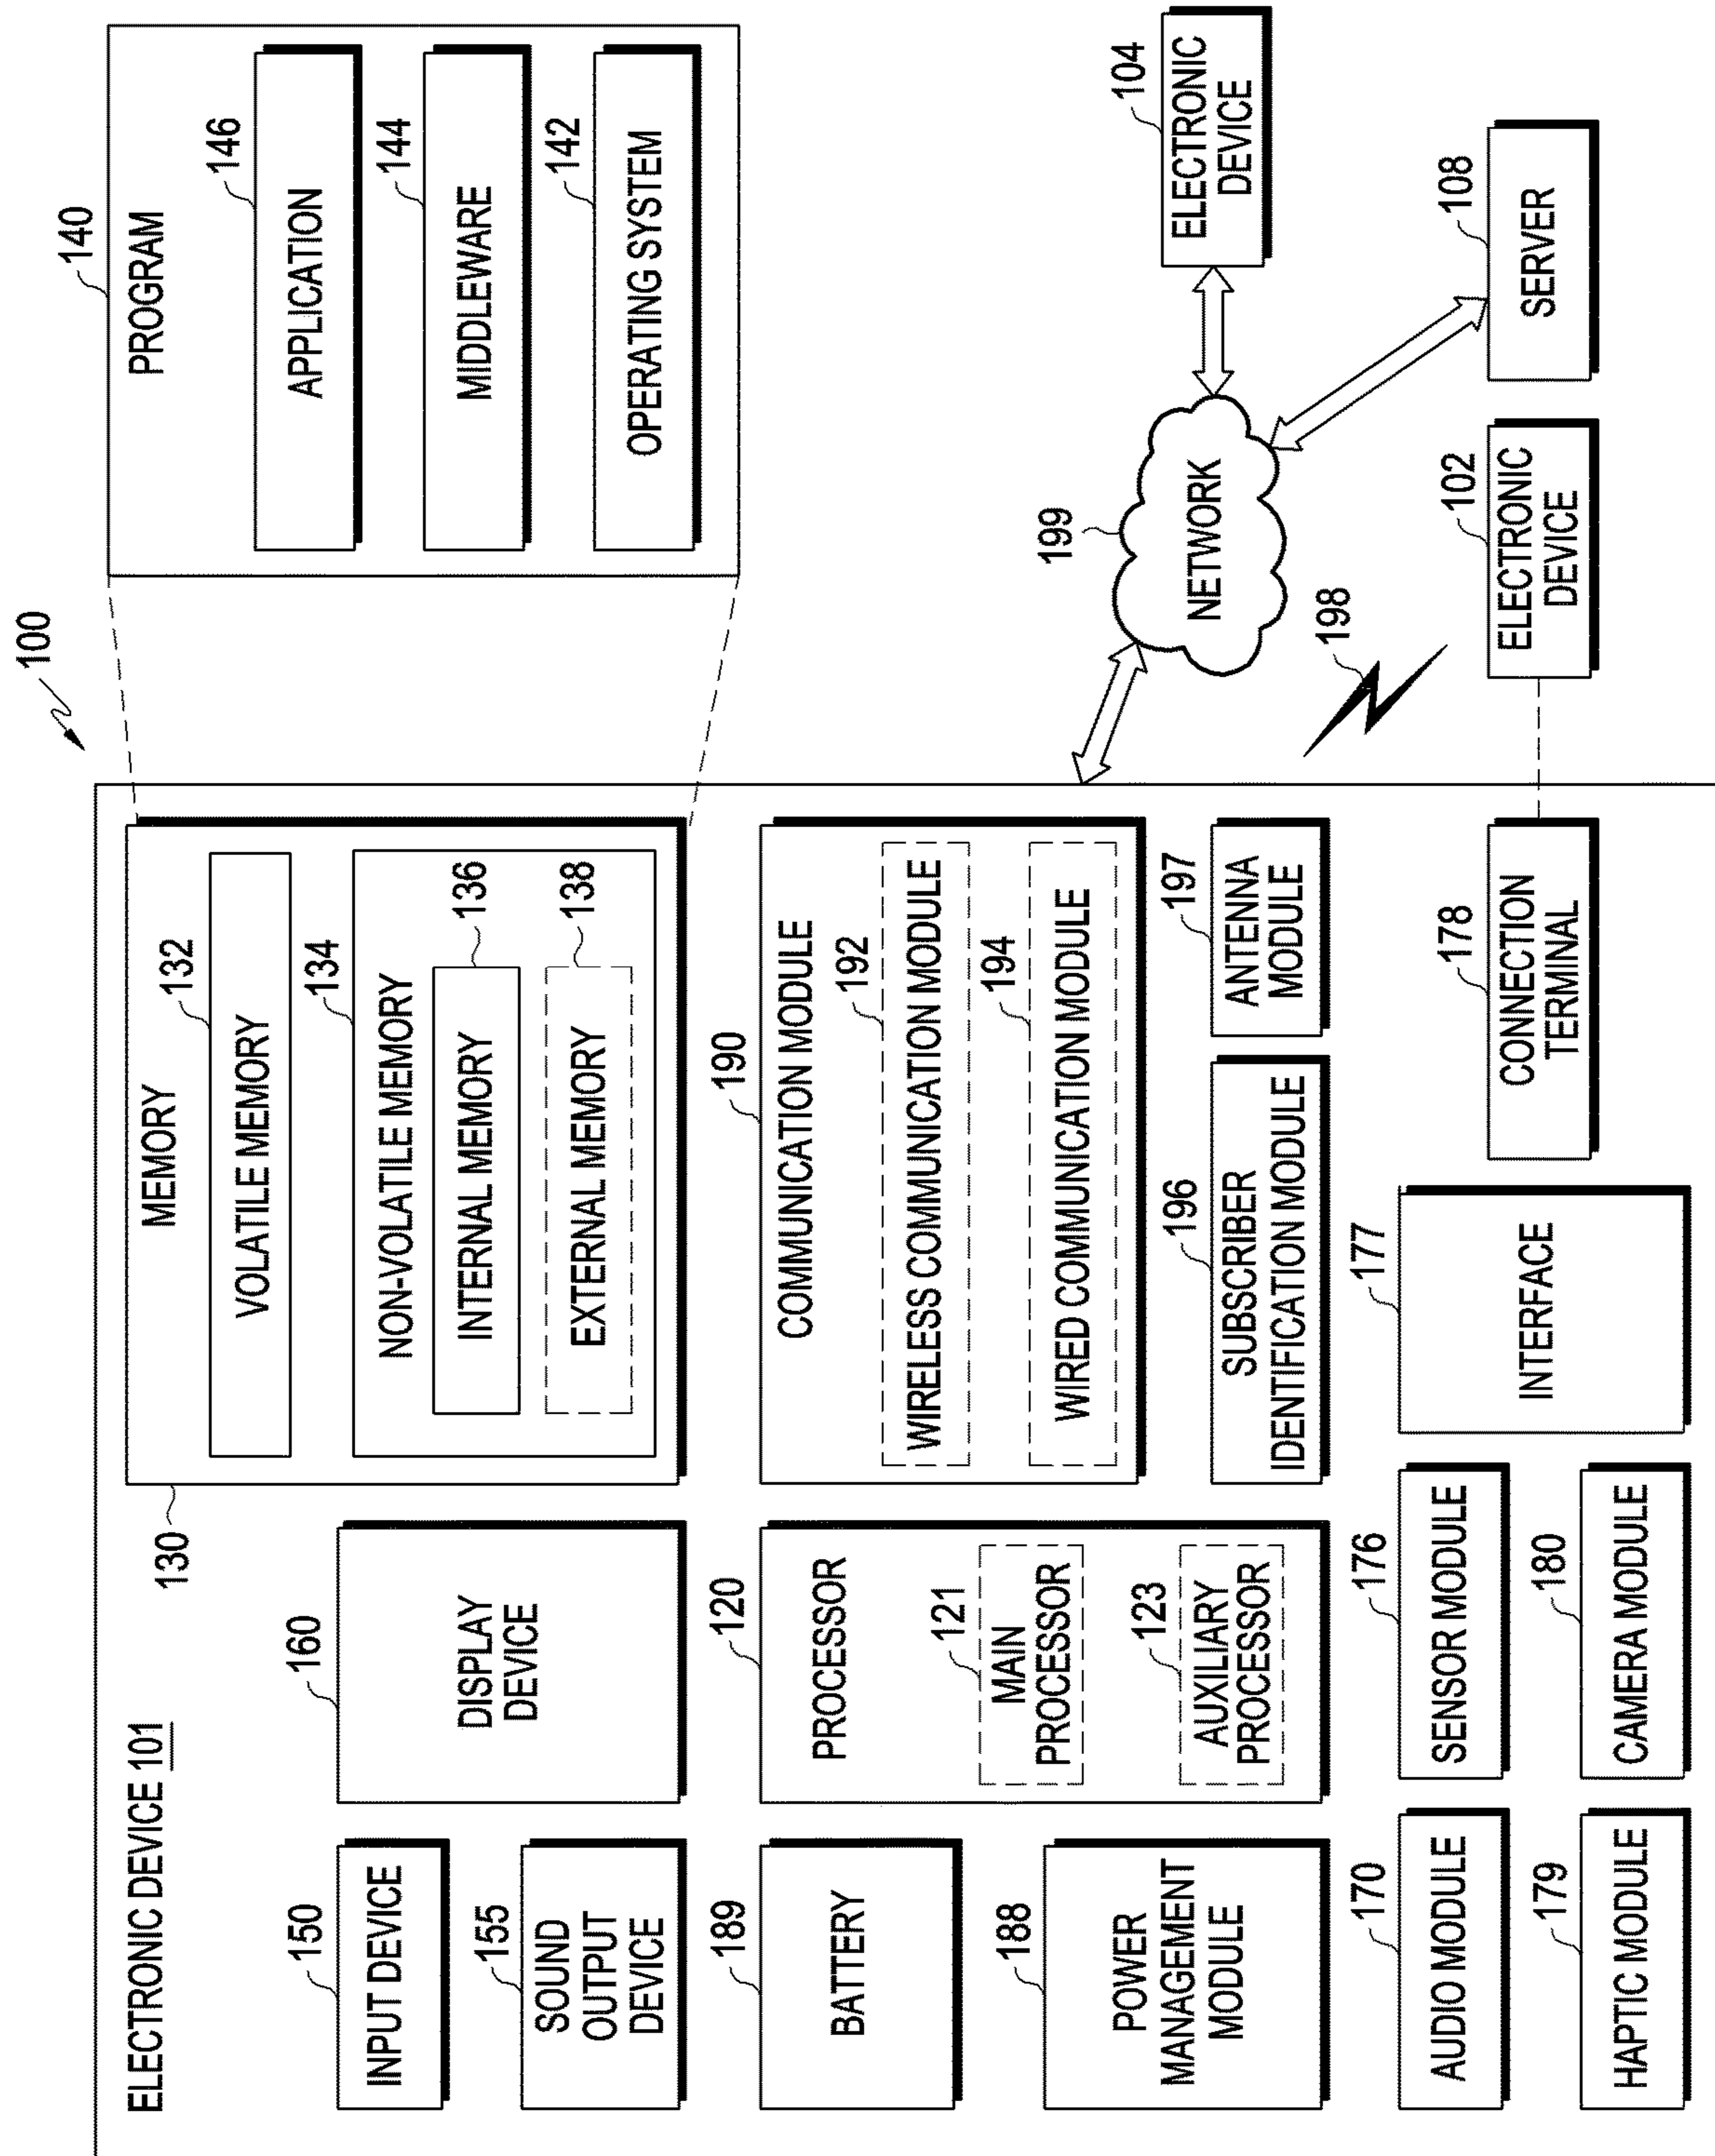 100
ELECTRONIC DEVICE 101
130
MEMORY
132
VOLATILE MEMORY
134
NON-VOLATILE MEMORY
136
INTERNAL MEMORY
138
EXTERNAL MEMORY
140
PROGRAM
146
APPLICATION
144
MIDDLEWARE
142
OPERATING SYSTEM
150
INPUT DEVICE
155
SOUND
OUTPUT
DEVICE
160
DISPLAY
DEVICE
189
BATTERY
188
POWER
MANAGEMENT
MODULE
120
PROCESSOR
121
MAIN
PROCESSOR
123
AUXILIARY
PROCESSOR
190
COMMUNICATION MODULE
192
WIRELESS COMMUNICATION MODULE
194
WIRED COMMUNICATION MODULE
196
SUBSCRIBER
IDENTIFICATION MODULE
197
ANTENNA
MODULE
170
AUDIO MODULE
176
SENSOR MODULE
179
HAPTIC MODULE
180
CAMERA MODULE
177
INTERFACE
178
CONNECTION
TERMINAL
199
NETWORK
104
ELECTRONIC
DEVICE
198
102
ELECTRONIC
DEVICE
108
SERVER